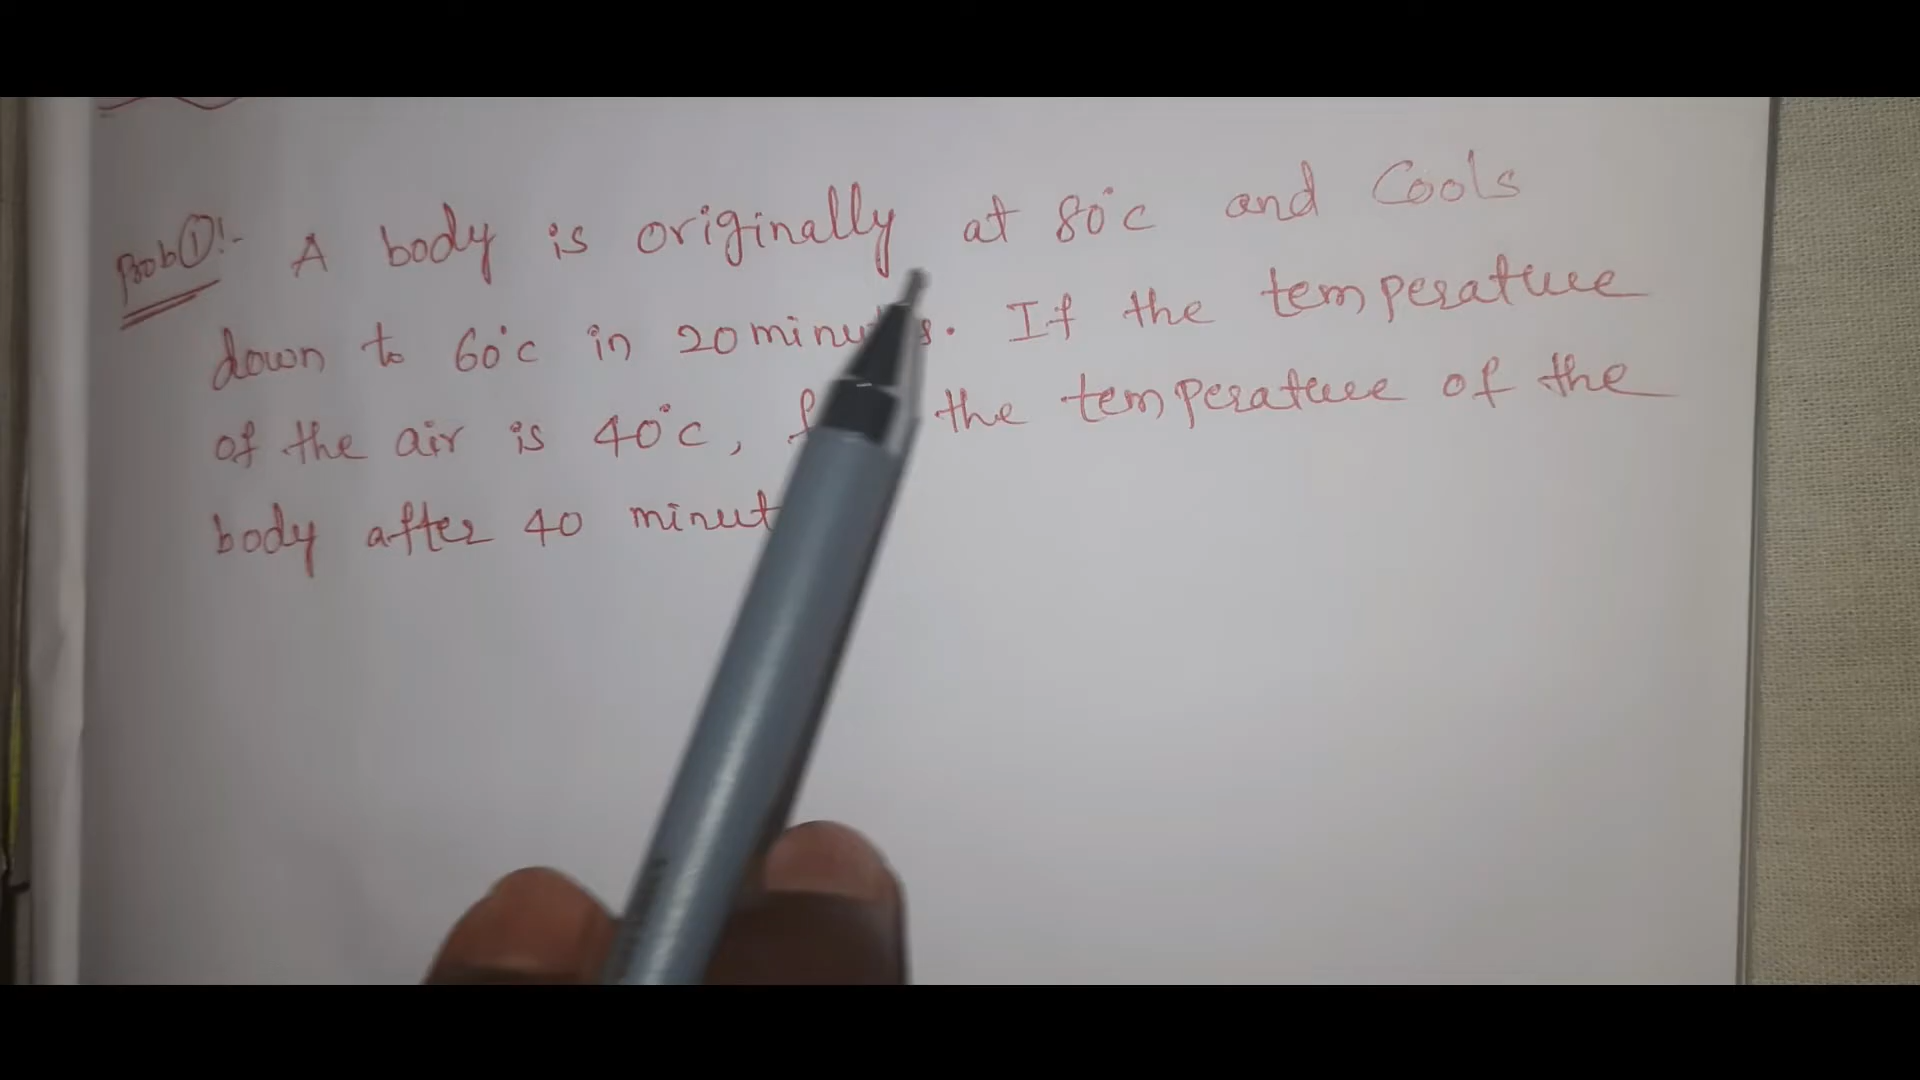 Prob ①:- A body is originally at 80°c and Cools
down to 60°c in 20 minutes. If the temperature
of the air is 40°c, the temperature of the
body after 40 minut